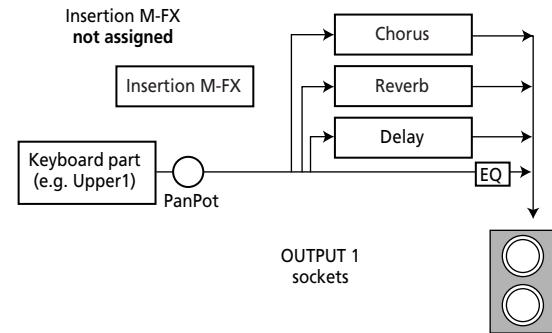 Insertion M-FX
not assigned
Chorus
Insertion M-FX
Reverb
Delay
Keyboard part
(e.g. Upper1)
PanPot
EQ
OUTPUT 1
sockets